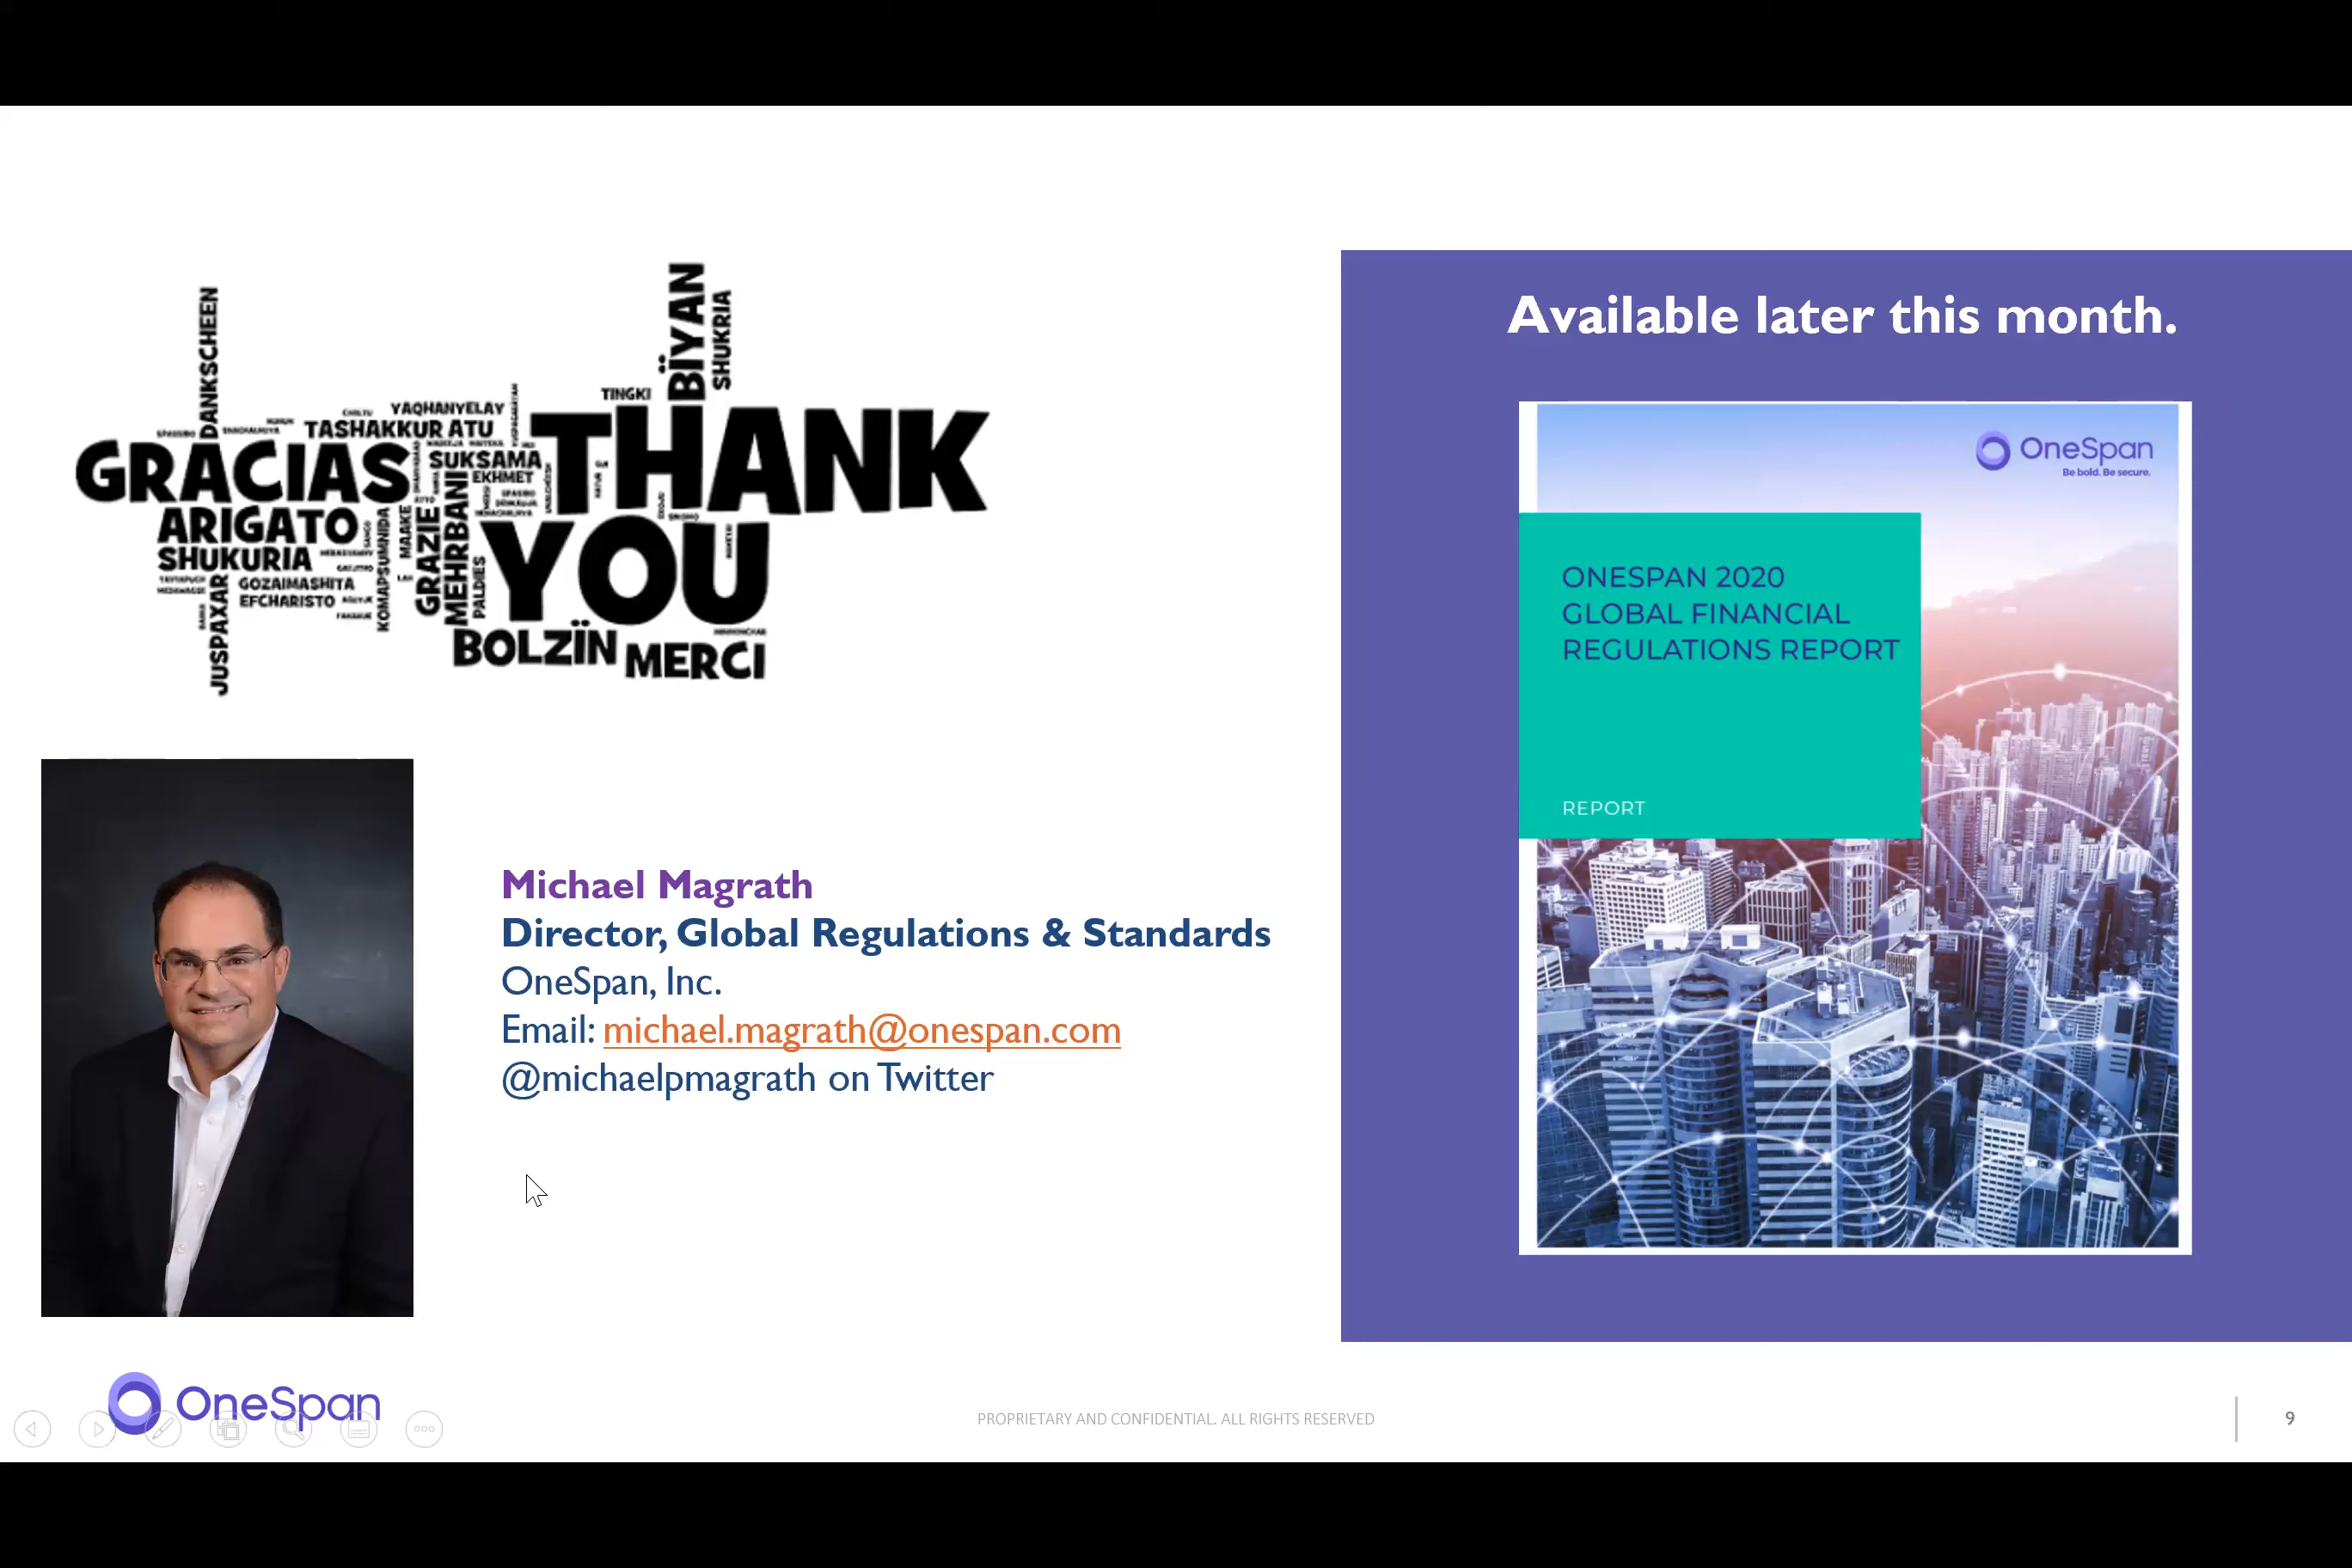 DANKSCHEEN
BÏYAN
SHUKRIA
TINGKI
YAQHANYELAY
TASHAKKUR ATU
GRACIAS
SUKSAMA
EKHMET
THANK
ARIGATO
SHUKURIA
KOMAPSUMNIDA
MAAKE
GRAZIE
MEHRBANI
PALDIES
YOU
GOZAIMASHITA
EFCHARISTO
JUSPAXAR
BOLZÏN
MERCI
Available later this month.
OneSpan
Be bold. Be secure.
ONESPAN 2020
GLOBAL FINANCIAL
REGULATIONS REPORT
REPORT
Michael Magrath
Director, Global Regulations & Standards
OneSpan, Inc.
Email: michael.magrath@onespan.com
@michaelpmagrath on Twitter
OneSpan
PROPRIETARY AND CONFIDENTIAL. ALL RIGHTS RESERVED
9